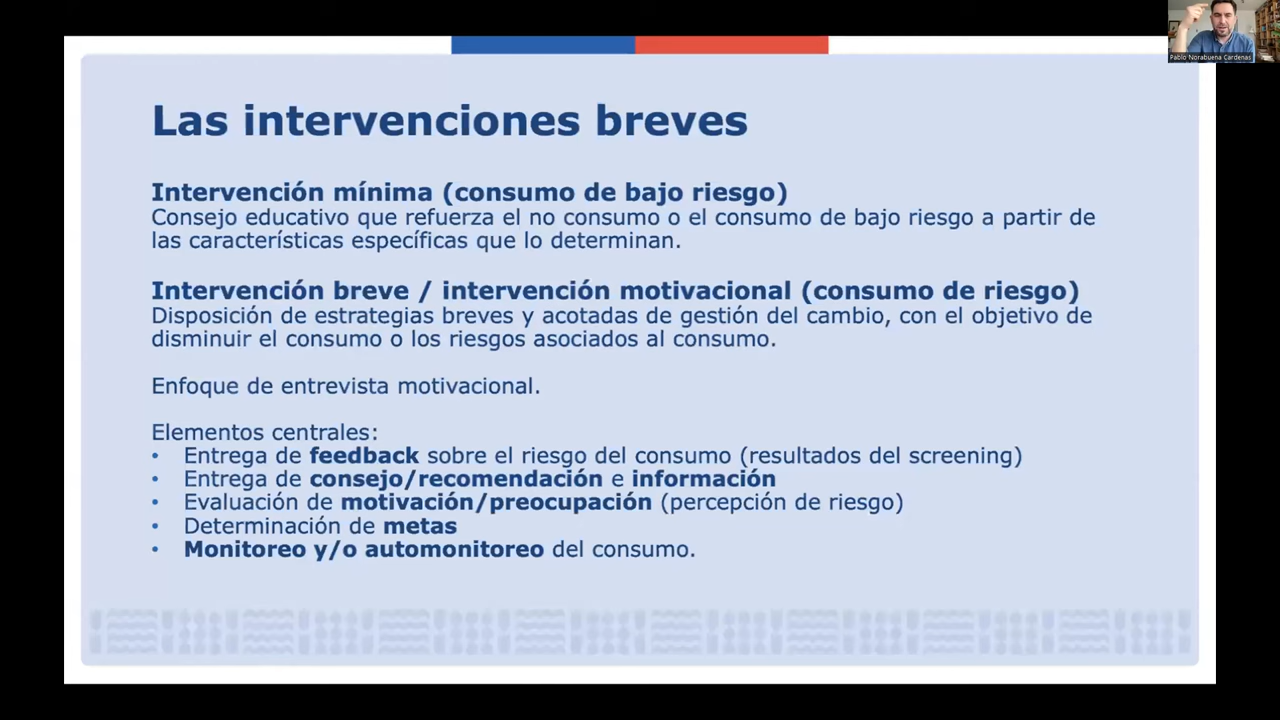 Pablo Norabuena Cardenas
Las intervenciones breves
Intervención mínima (consumo de bajo riesgo)
Consejo educativo que refuerza el no consumo o el consumo de bajo riesgo a partir de
las características específicas que lo determinan.
Intervención breve / intervención motivacional (consumo de riesgo)
Disposición de estrategias breves y acotadas de gestión del cambio, con el objetivo de
disminuir el consumo o los riesgos asociados al consumo.
Enfoque de entrevista motivacional.
Elementos centrales:
• Entrega de feedback sobre el riesgo del consumo (resultados del screening)
• Entrega de consejo/recomendación e información
• Evaluación de motivación/preocupación (percepción de riesgo)
• Determinación de metas
• Monitoreo y/o automonitoreo del consumo.